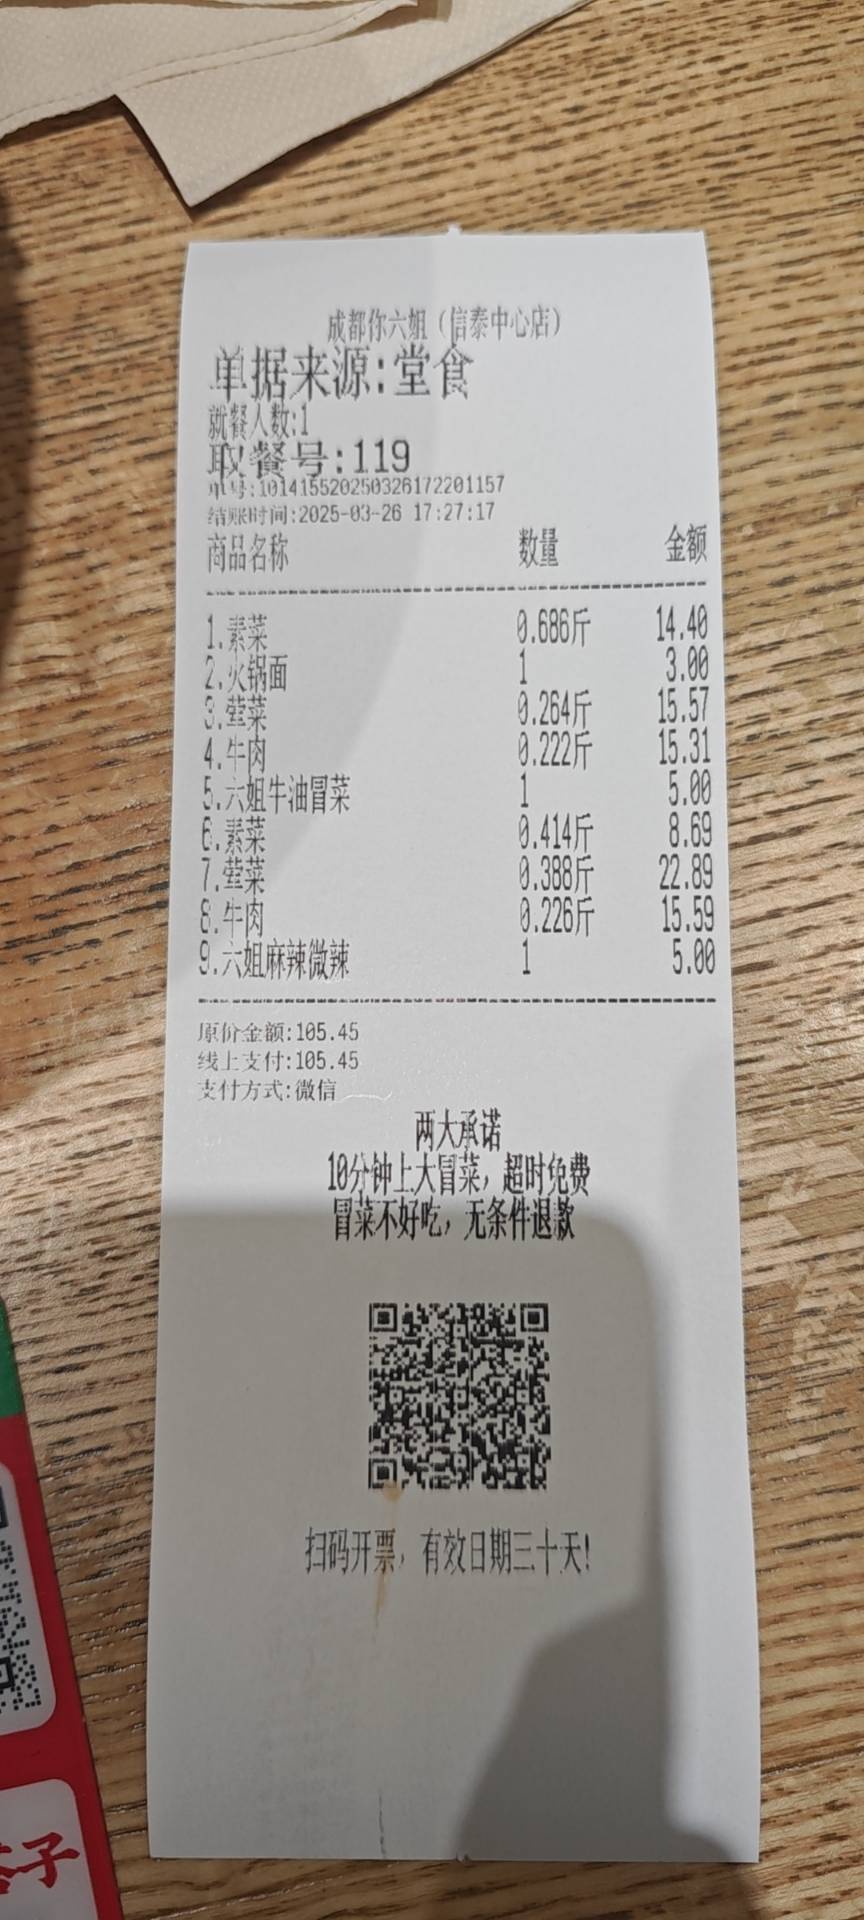 成都你六姐（信泰中心店）
单据来源:堂食
就餐人数:1
取餐号:119
单号:101415520250326172201157
结账时间:2025-03-26 17:27:17
商品名称 数量 金额
1.素菜 0.686斤 14.40
2.火锅面 1 3.00
3.荤菜 0.264斤 15.57
4.牛肉 0.222斤 15.31
5.六姐牛油冒菜 1 5.00
6.素菜 0.414斤 8.69
7.荤菜 0.388斤 22.89
8.牛肉 0.226斤 15.59
9.六姐麻辣微辣 1 5.00
原价金额:105.45
线上支付:105.45
支付方式:微信
两大承诺
10分钟上大冒菜，超时免费
冒菜不好吃，无条件退款
扫码开票，有效日期三十天!
子